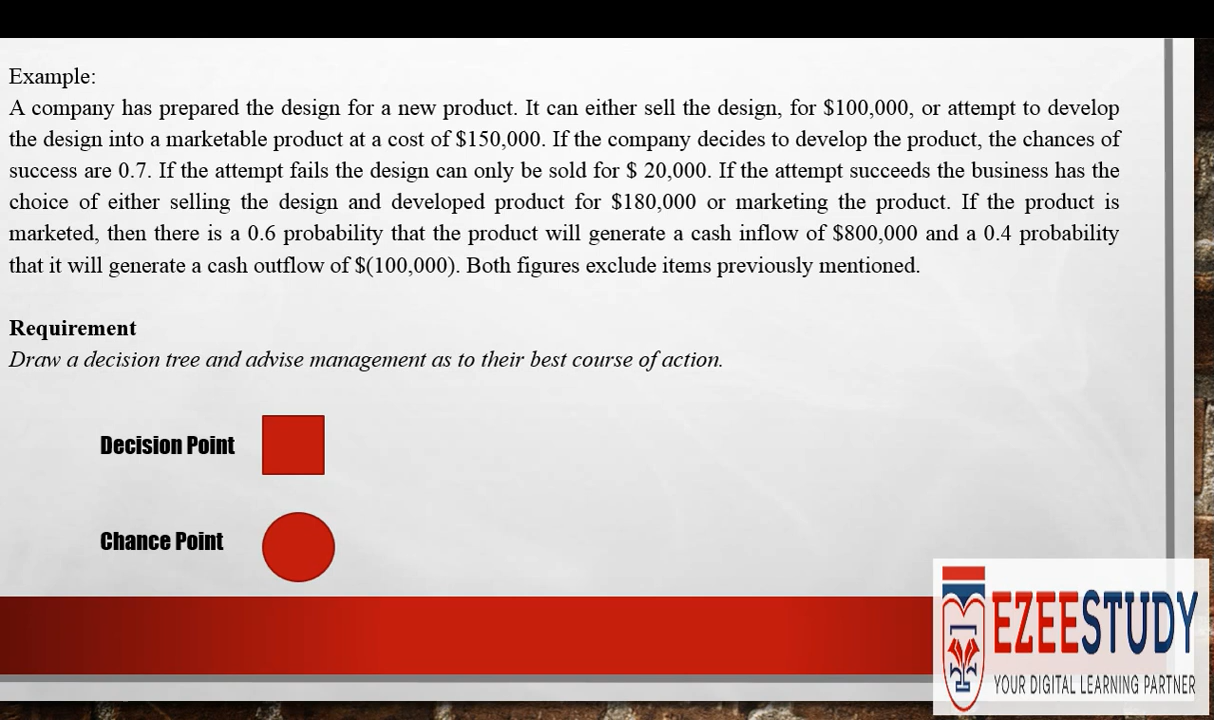 Example:
A company has prepared the design for a new product. It can either sell the design, for $100,000, or attempt to develop
the design into a marketable product at a cost of $150,000. If the company decides to develop the product, the chances of
success are 0.7. If the attempt fails the design can only be sold for $ 20,000. If the attempt succeeds the business has the
choice of either selling the design and developed product for $180,000 or marketing the product. If the product is
marketed, then there is a 0.6 probability that the product will generate a cash inflow of $800,000 and a 0.4 probability
that it will generate a cash outflow of $(100,000). Both figures exclude items previously mentioned.
Requirement
Draw a decision tree and advise management as to their best course of action.
Decision Point
Chance Point
EZEESTUDY
YOUR DIGITAL LEARNING PARTNER